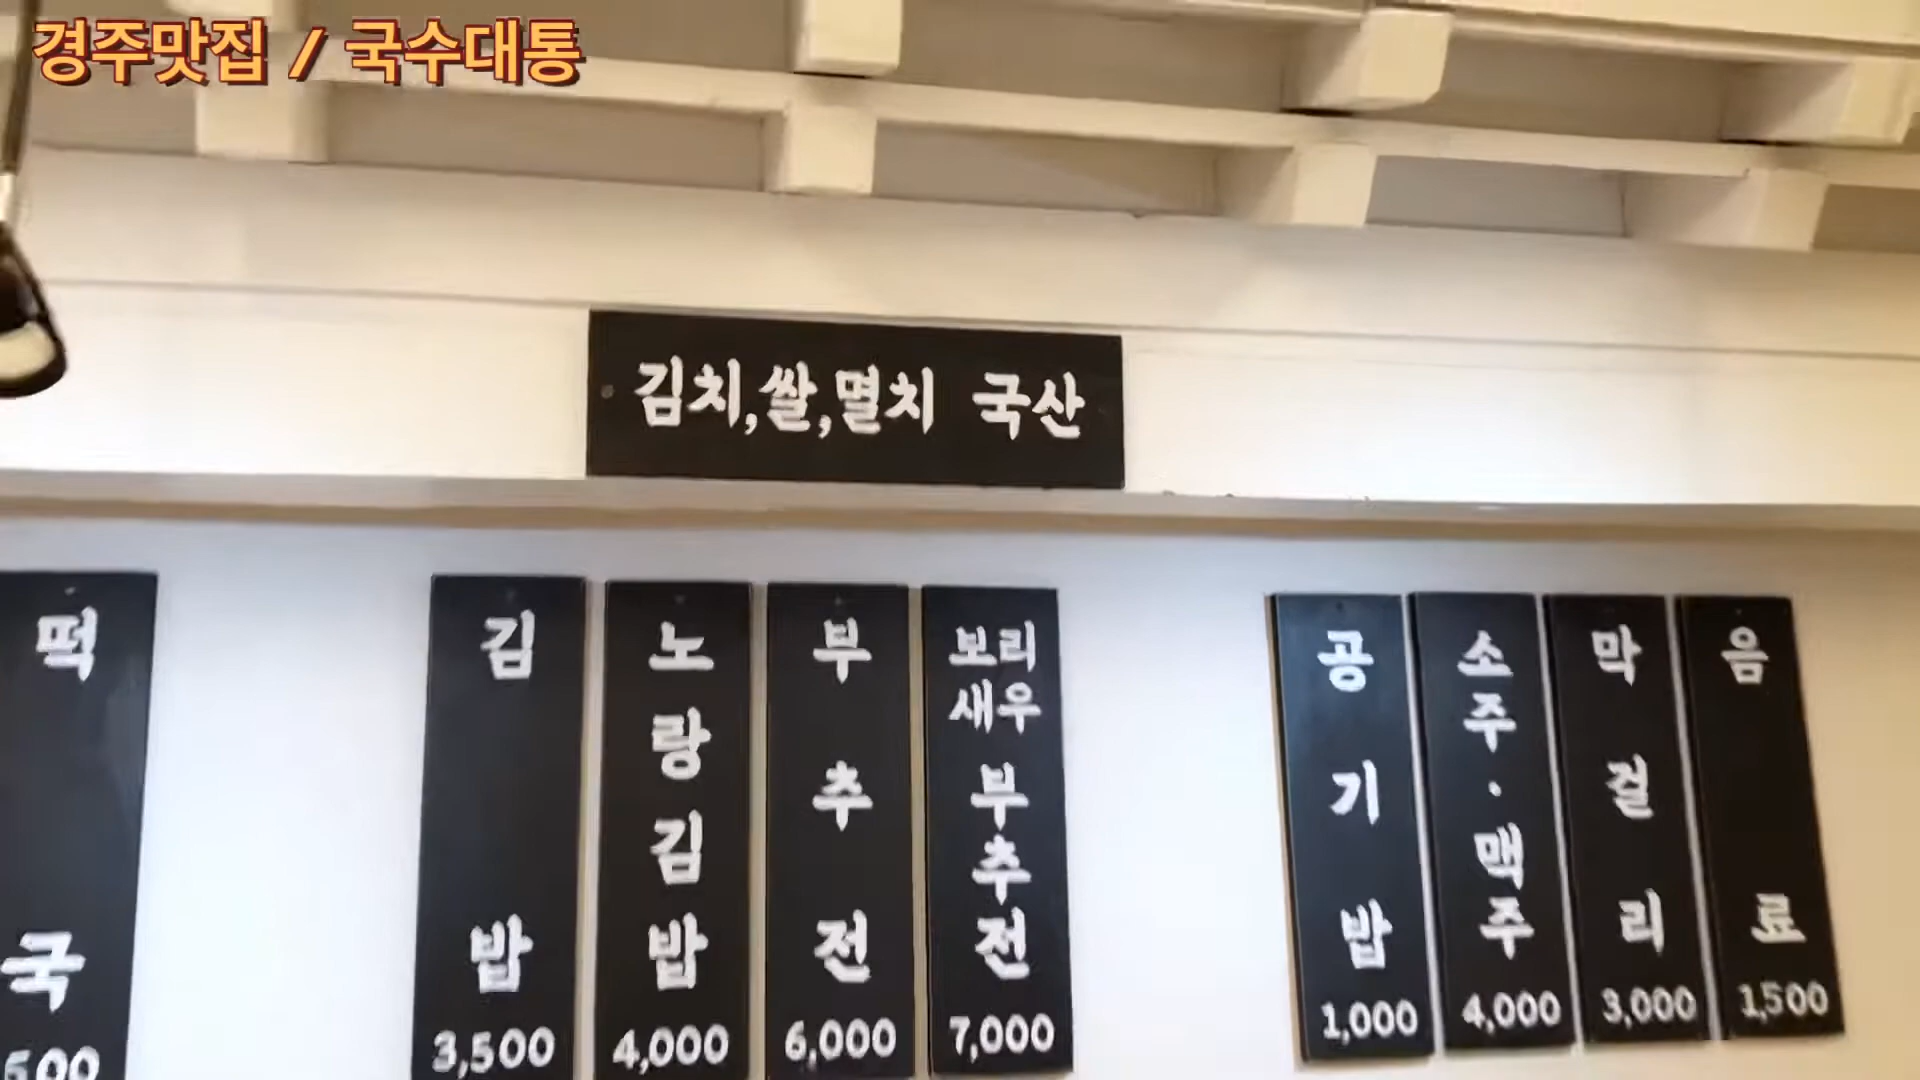 경주맛집 / 국수대통
김치,쌀,멸치 국산
떡국
김밥
3,500
노랑김밥
4,000
부추전
6,000
보리새우 부추전
7,000
공기밥
1,000
소주·맥주
4,000
막걸리
3,000
음료
1,500